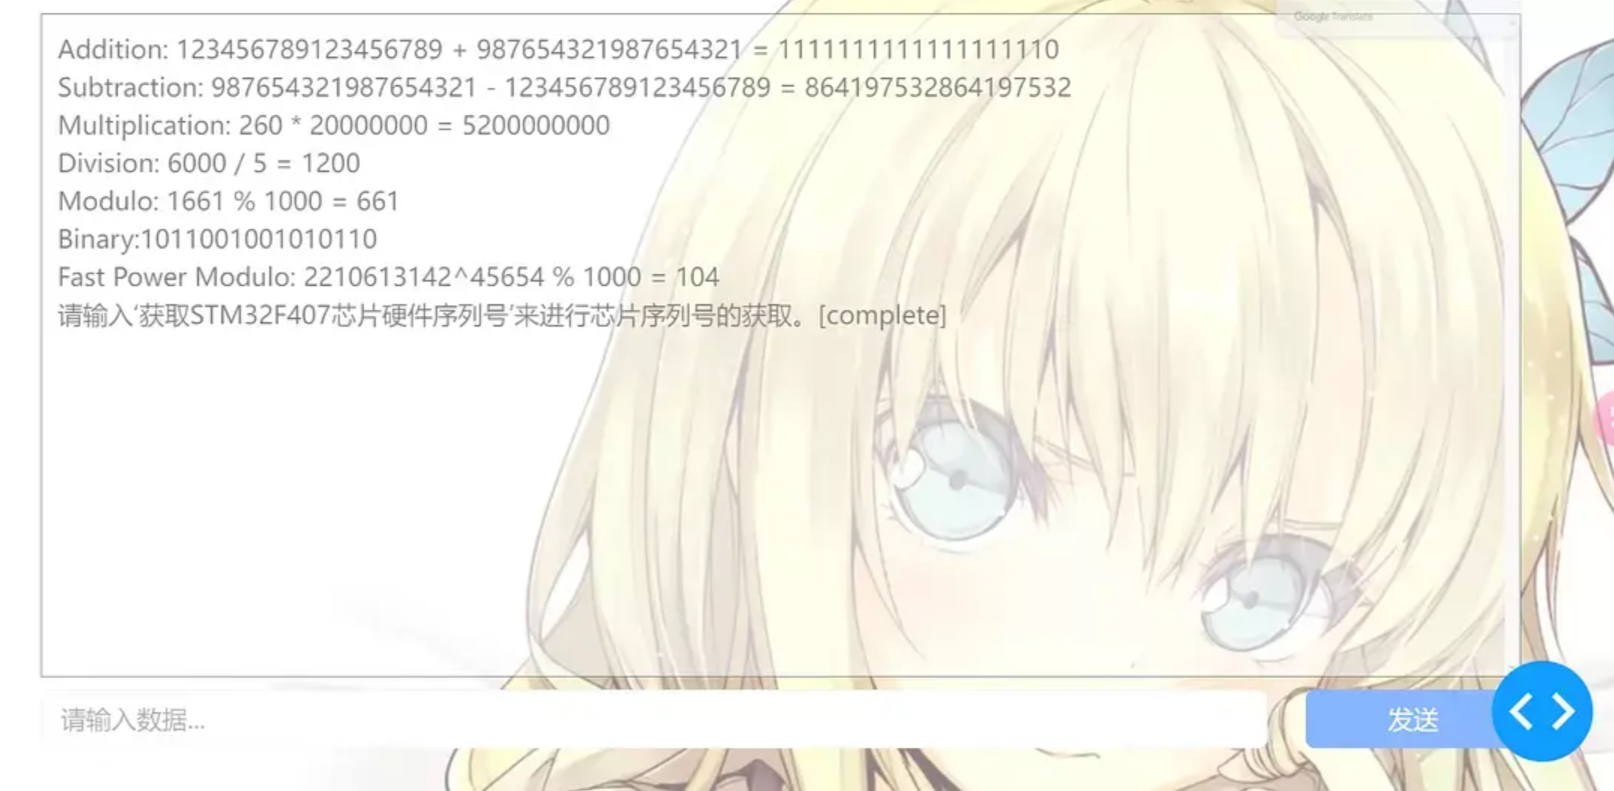 Google Translate
Addition: 123456789123456789 + 987654321987654321 = 1111111111111111110
Subtraction: 987654321987654321 - 123456789123456789 = 864197532864197532
Multiplication: 260 * 20000000 = 5200000000
Division: 6000 / 5 = 1200
Modulo: 1661 % 1000 = 661
Binary:1011001001010110
Fast Power Modulo: 2210613142^45654 % 1000 = 104
请输入‘获取STM32F407芯片硬件序列号’来进行芯片序列号的获取。[complete]
请输入数据...
发送